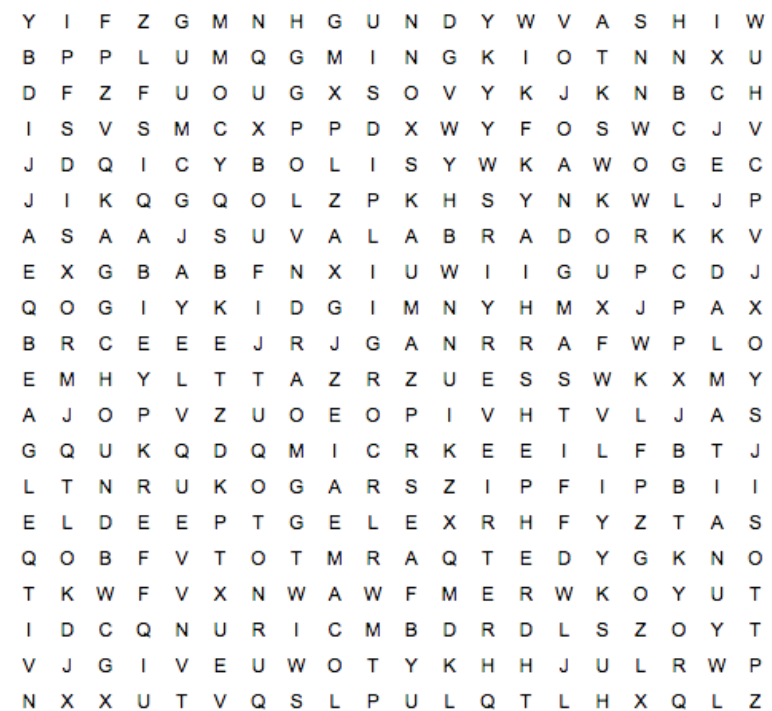 Y I F Z G M N H G U N D Y W V A S H I W
B P P L U M Q G M I N G K I O T N N X U
D F Z F U O U G X S O V Y K J K N B C H
I S V S M C X P P D X W Y F O S W C J V
J D Q I C Y B O L I S Y W K A W O G E C
J I K Q G Q O L Z P K H S Y N K W L J P
A S A A J S U V A L A B R A D O R K K V
E X G B A B F N X I U W I I G U P C D J
Q O G I Y K I D G I M N Y H M X J P A X
B R C E E E J R J G A N R R A F W P L O
E M H Y L T T A Z R Z U E S S W K X M Y
A J O P V Z U O E O P I V H T V L J A S
G Q U K Q D Q M I C R K E E I L F B T J
L T N R U K O G A R S Z I P F I P B I I
E L D E E P T G E L E X R H F Y Z T A S
Q O B F V T O T M R A Q T E D Y G K N O
T K W F V X N W A W F M E R W K O Y U T
I D C Q N U R I C M B D R D L S Z O Y T
V J G I V E U W O T Y K H H J U L R W P
N X X U T V Q S L P U L Q T L H X Q L Z